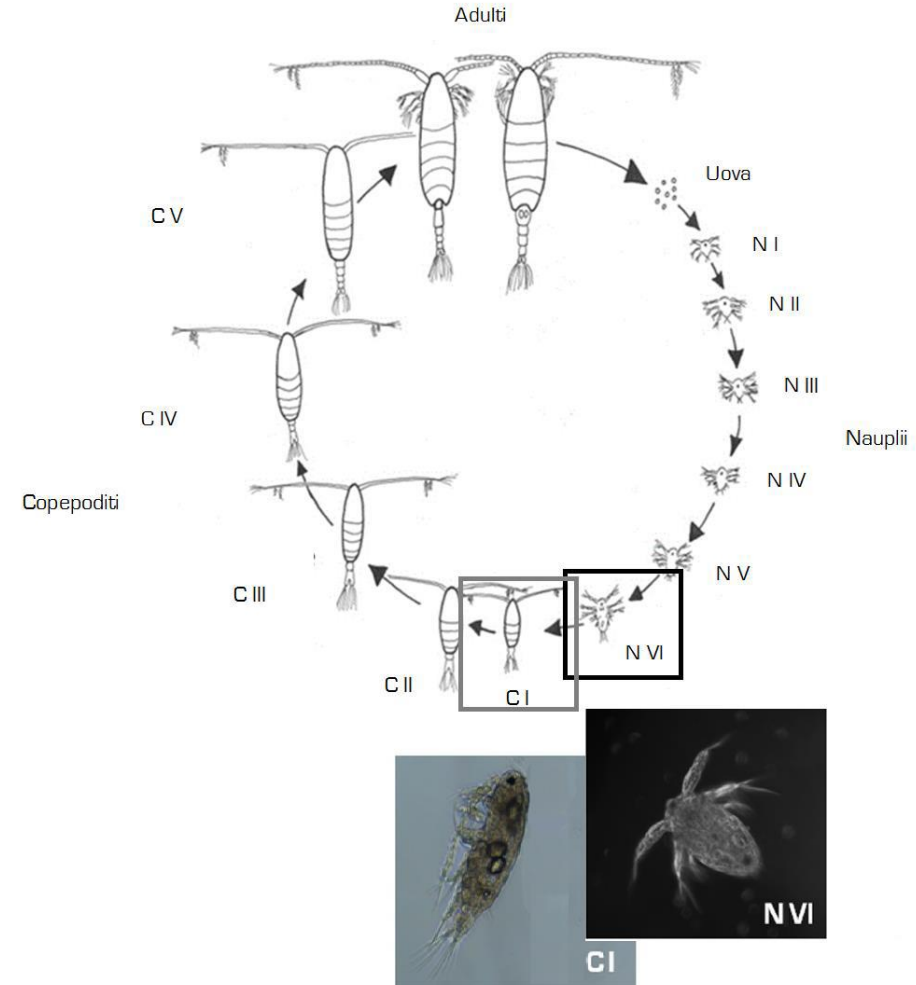 Adulti
Uova
N I
N II
N III
Nauplii
N IV
N V
N VI
C I
C II
C III
Copepoditi
C IV
C V
N VI
C I